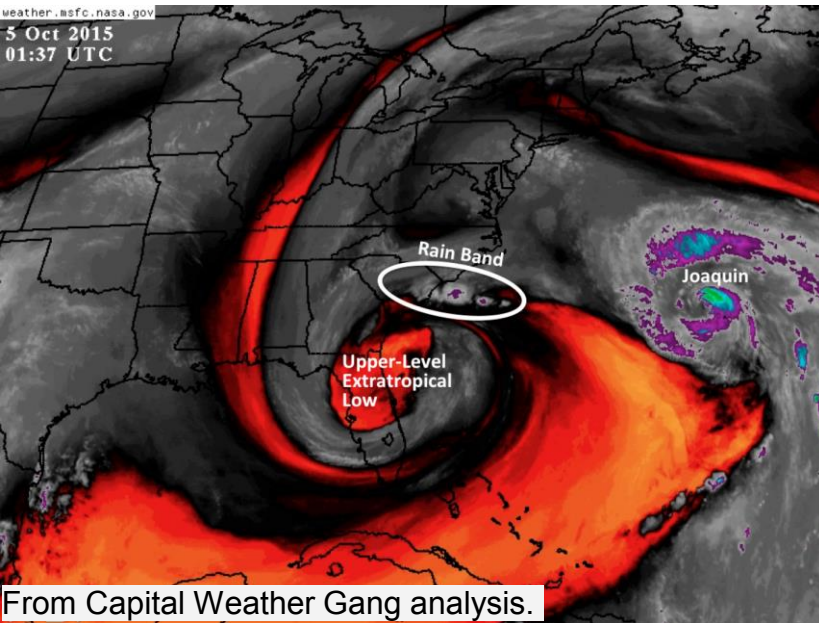 weather.msfc.nasa.gov
5 Oct 2015
01:37 UTC
Rain Band
Joaquin
Upper-Level
Extratropical
Low
From Capital Weather Gang analysis.